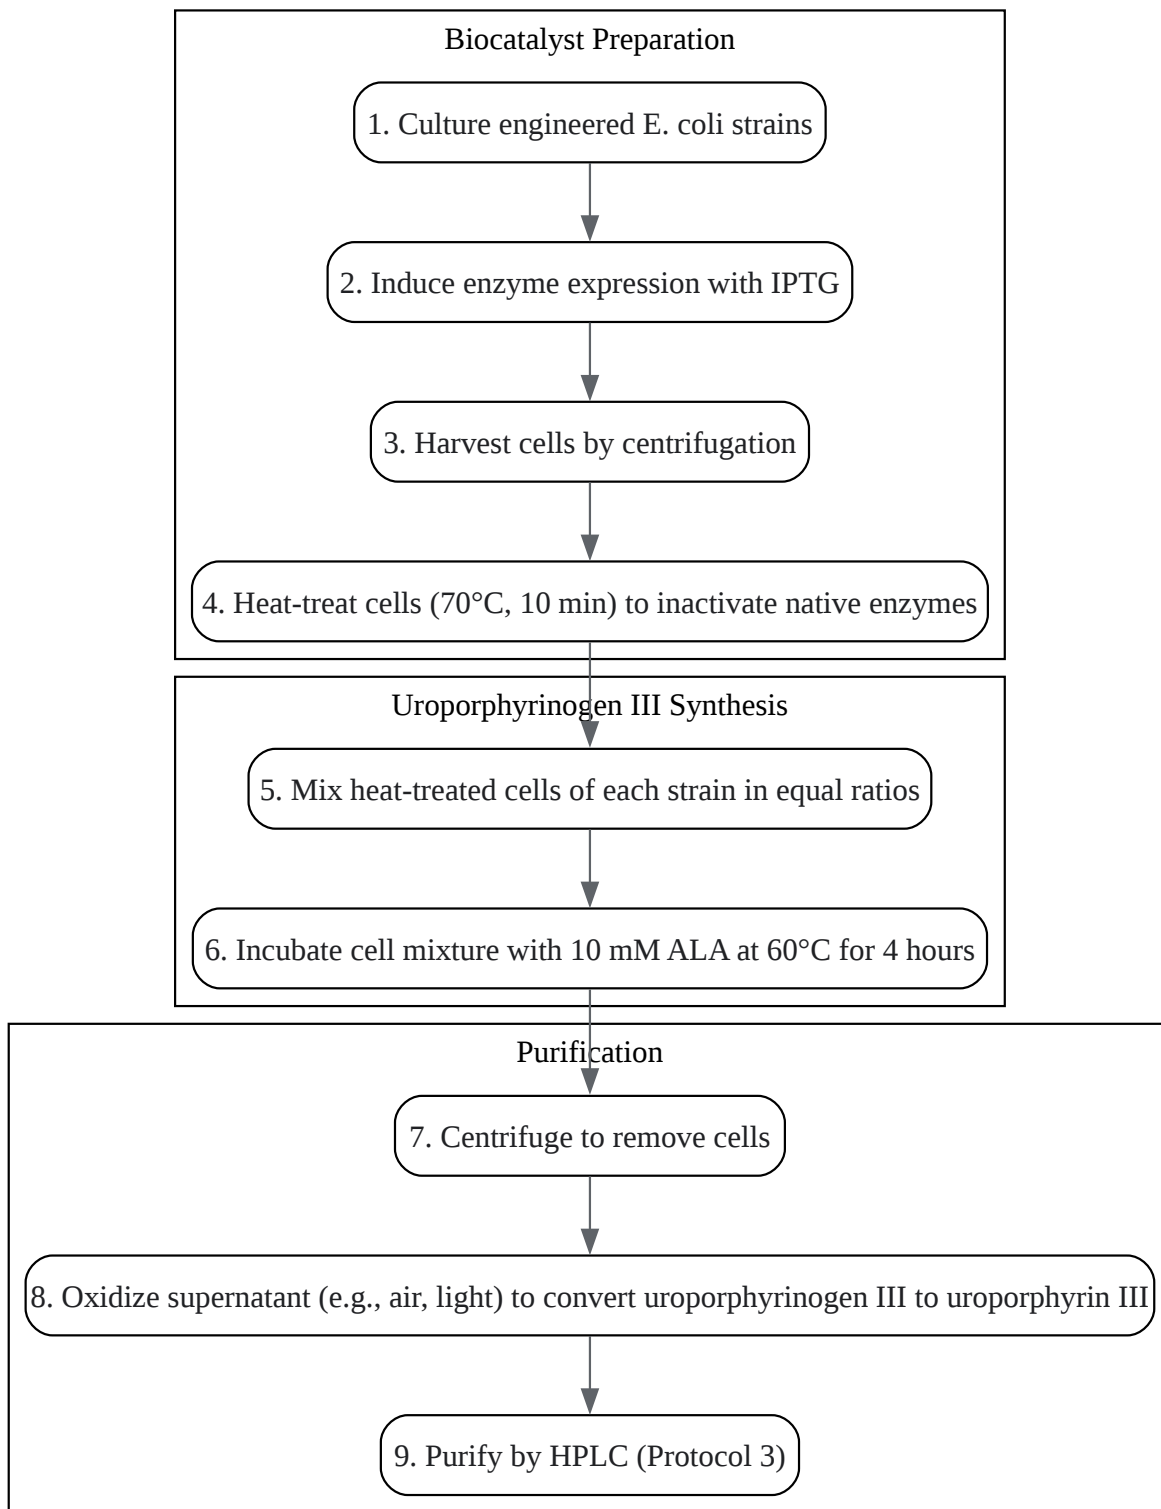 Biocatalyst Preparation
1. Culture engineered E. coli strains
2. Induce enzyme expression with IPTG
3. Harvest cells by centrifugation
4. Heat-treat cells (70°C, 10 min) to inactivate native enzymes
Uroporphyrinogen III Synthesis
5. Mix heat-treated cells of each strain in equal ratios
6. Incubate cell mixture with 10 mM ALA at 60°C for 4 hours
Purification
7. Centrifuge to remove cells
8. Oxidize supernatant (e.g., air, light) to convert uroporphyrinogen III to uroporphyrin III
9. Purify by HPLC (Protocol 3)